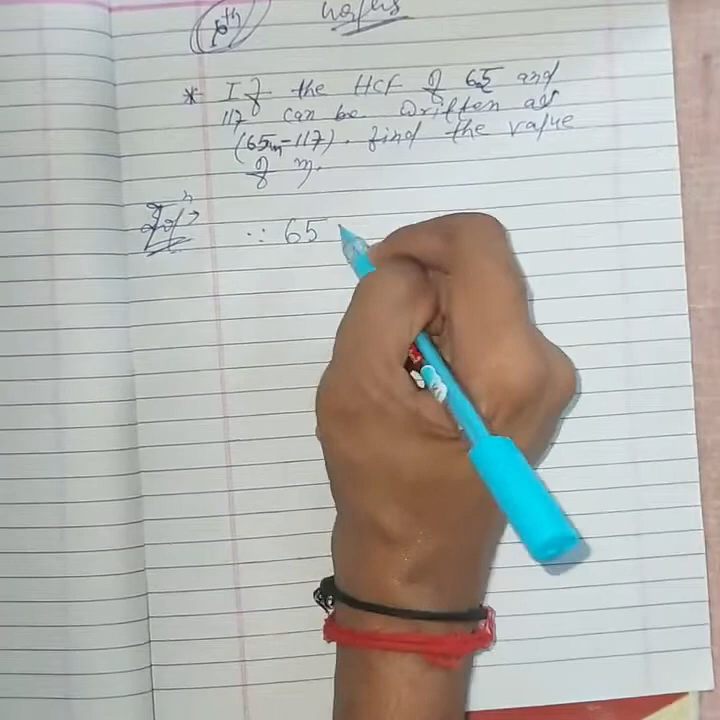 10th
Maths
* If the HCF of 65 and
117 can be written as
(65m-117). find the value
of m.
Solⁿ→ ∵ 65